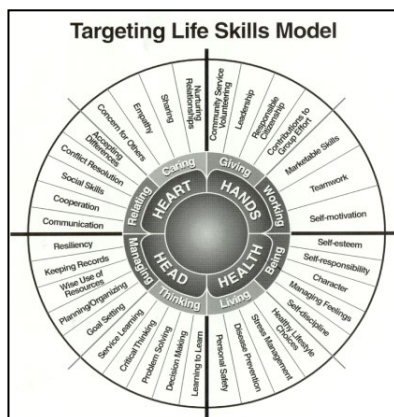 Targeting Life Skills Model
Nurturing
Relationships
Sharing
Empathy
Concern for Others
Accepting
Differences
Conflict Resolution
Social Skills
Cooperation
Communication
Community Service
Volunteering
Leadership
Responsible
Citizenship
Contributions to
Group Effort
Marketable Skills
Teamwork
Self-motivation
Relating
Caring
Giving
Working
HEART
HANDS
HEAD
HEALTH
Managing
Thinking
Living
Being
Resiliency
Keeping Records
Wise Use of
Resources
Planning/Organizing
Goal Setting
Service Learning
Critical Thinking
Problem Solving
Decision Making
Learning to Learn
Self-esteem
Self-responsibility
Character
Managing Feelings
Self-discipline
Healthy Lifestyle
Choices
Stress Management
Disease Prevention
Personal Safety